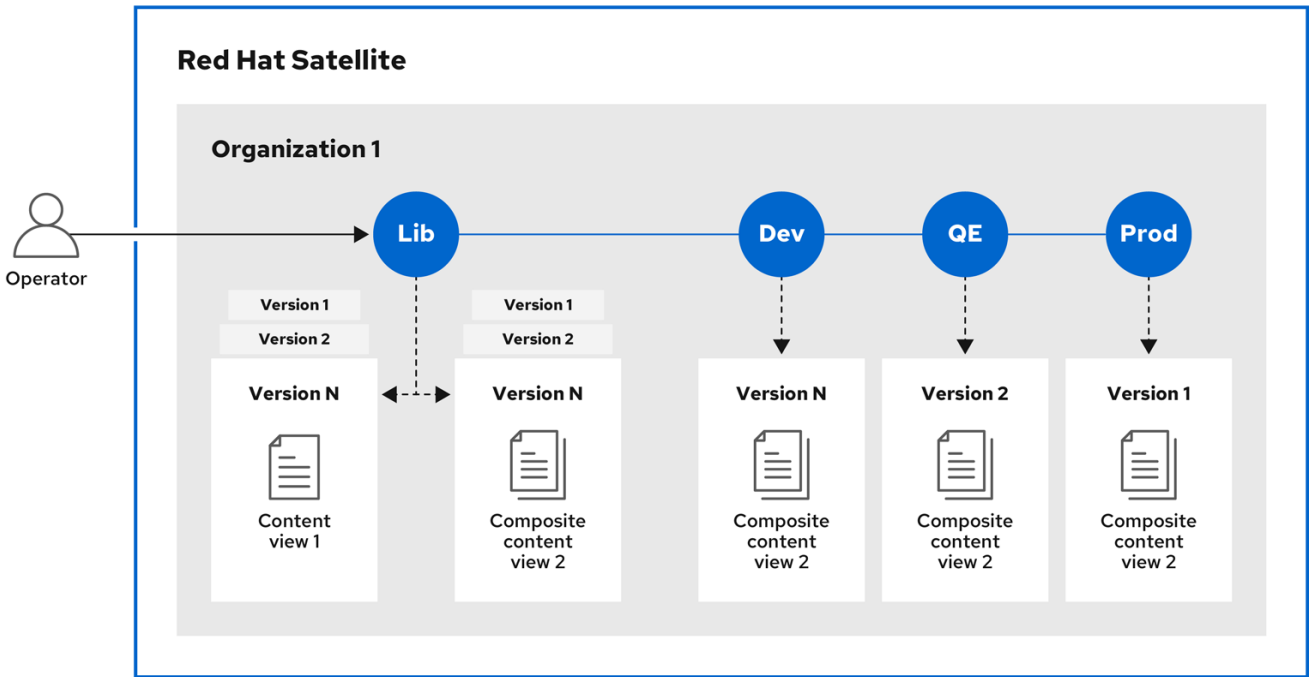 Red Hat Satellite
Organization 1
Operator
Lib
Dev
QE
Prod
Version 1
Version 2
Version N
Content
view 1
Version 1
Version 2
Version N
Composite
content
view 2
Version N
Composite
content
view 2
Version 2
Composite
content
view 2
Version 1
Composite
content
view 2